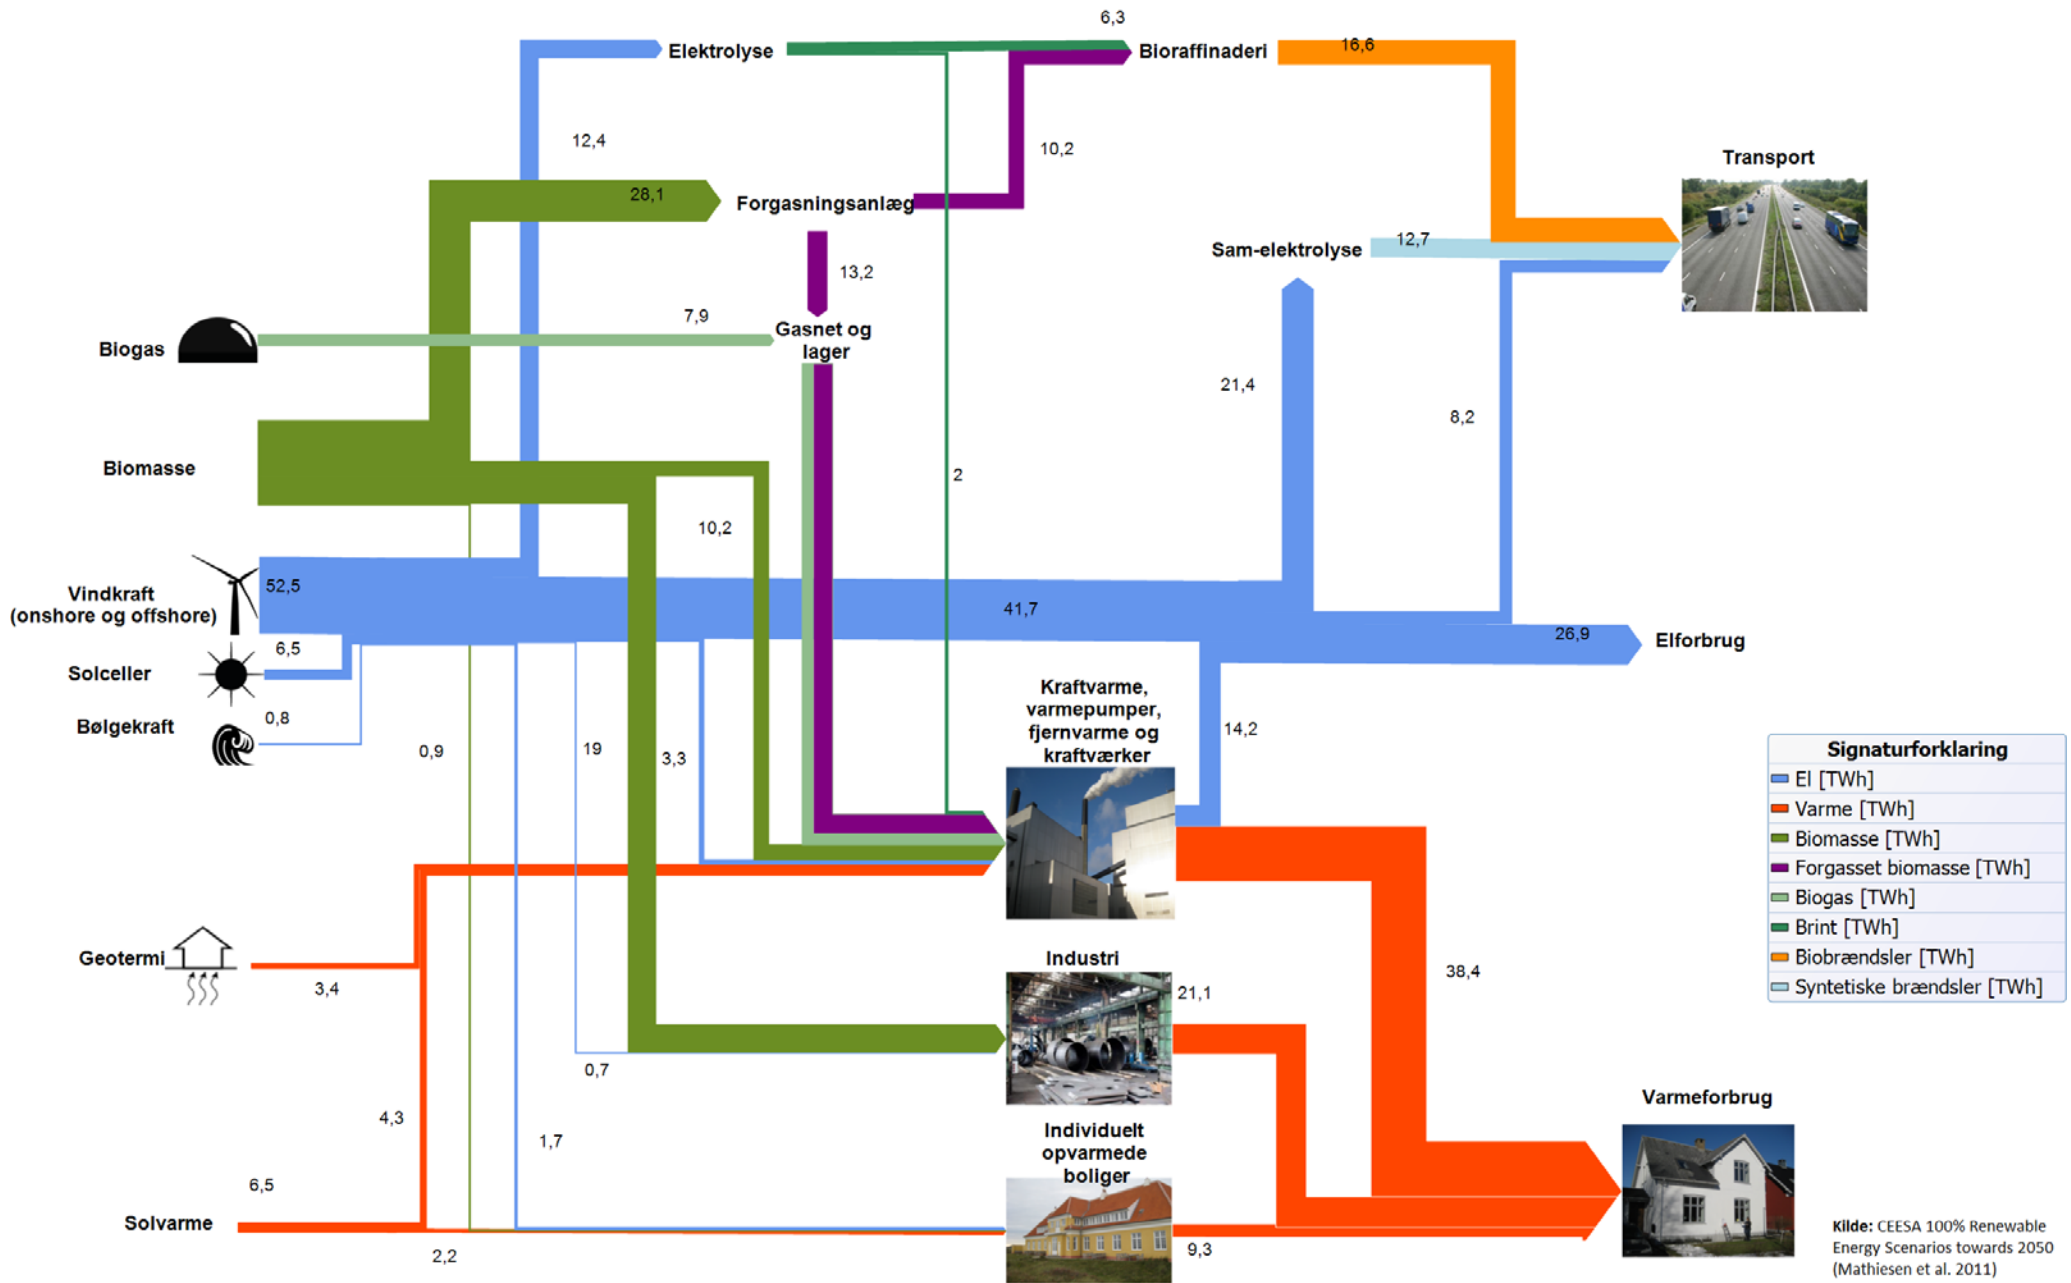 6,3
Elektrolyse
Bioraffinaderi
16,6
12,4
10,2
Transport
28,1
Forgasningsanlæg
Sam-elektrolyse
12,7
13,2
7,9
Gasnet og
lager
Biogas
21,4
8,2
Biomasse
2
10,2
52,5
Vindkraft
(onshore og offshore)
41,7
26,9
Elforbrug
6,5
Solceller
0,8
Bølgekraft
0,9
19
3,3
Kraftvarme,
varmepumper,
fjernvarme og
kraftværker
14,2
Signaturforklaring
El [TWh]
Varme [TWh]
Biomasse [TWh]
Forgasset biomasse [TWh]
Biogas [TWh]
Brint [TWh]
Biobrændsler [TWh]
Syntetiske brændsler [TWh]
Geotermi
3,4
Industri
21,1
38,4
0,7
4,3
1,7
Individuelt
opvarmede
boliger
Varmeforbrug
6,5
Solvarme
2,2
9,3
Kilde: CEESA 100% Renewable
Energy Scenarios towards 2050
(Mathiesen et al. 2011)